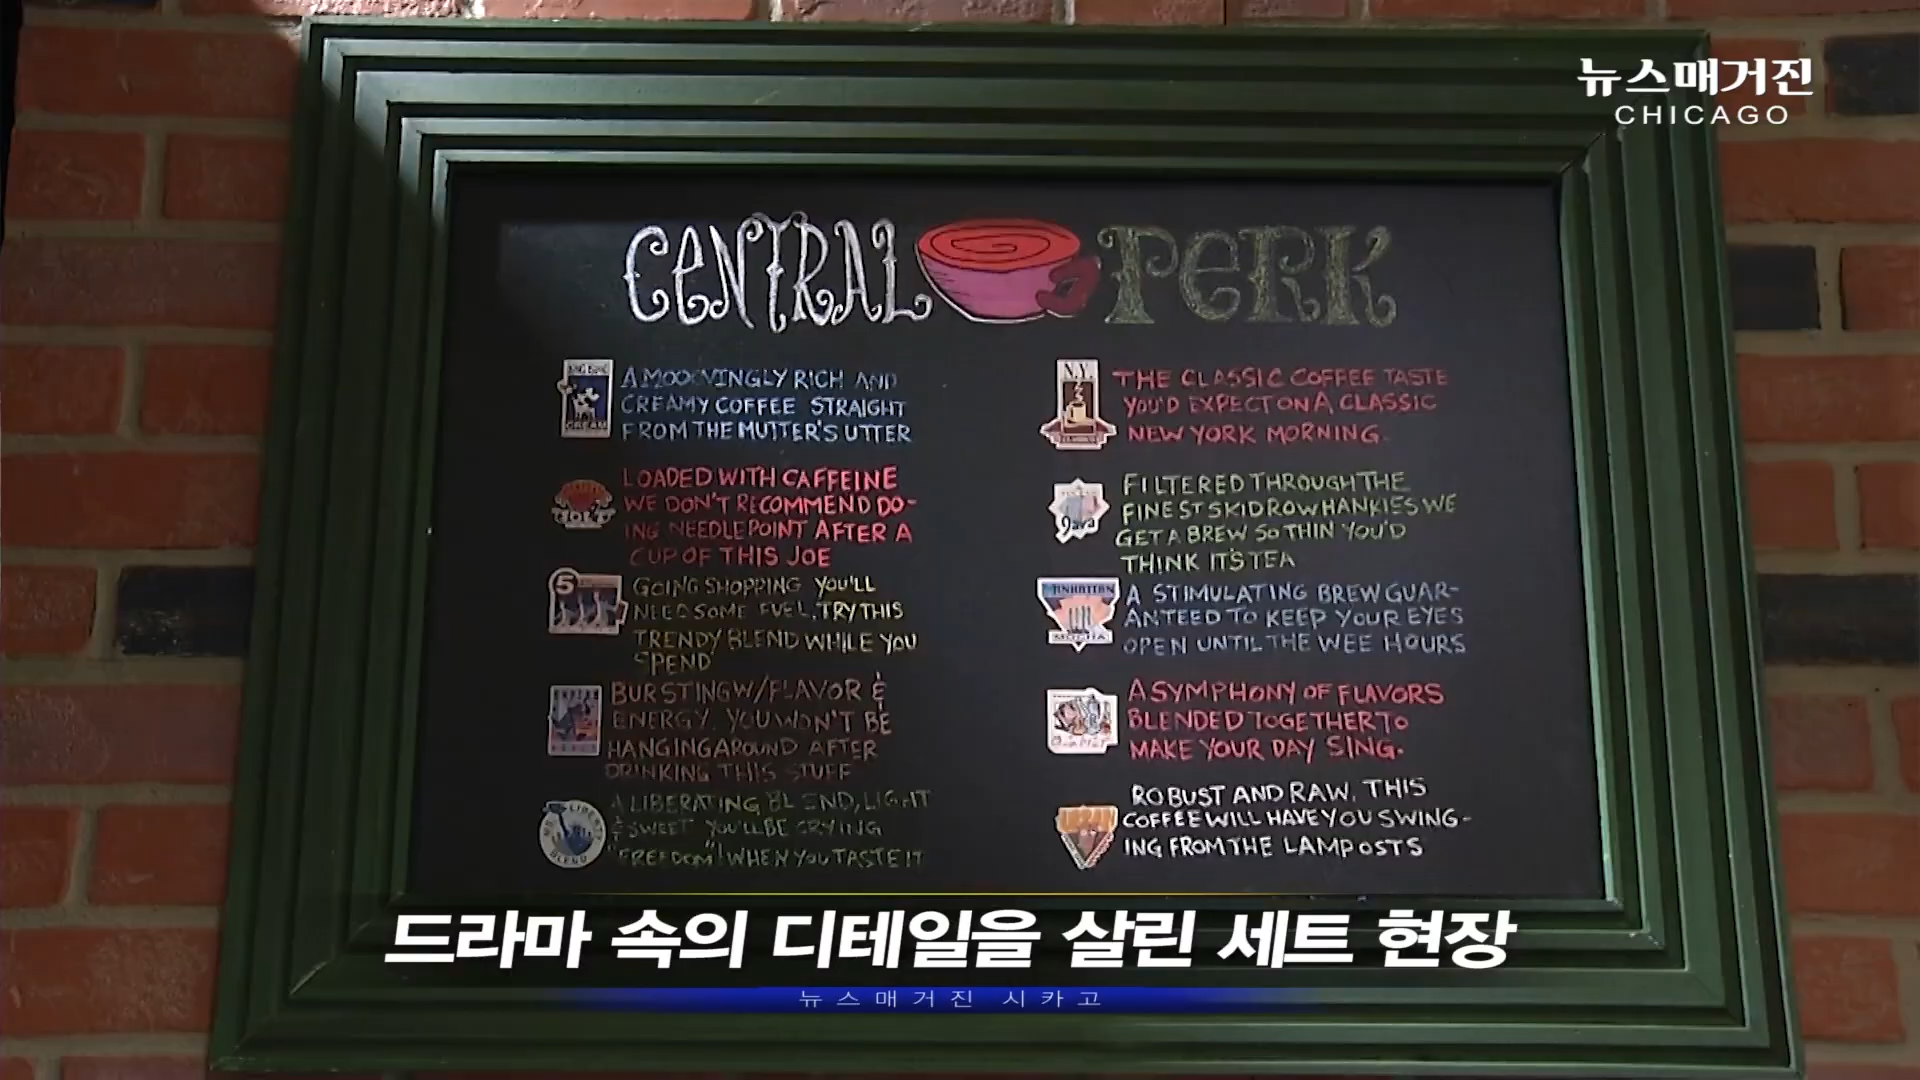 뉴스매거진
CHICAGO
CENTRAL PERK
A MOOOVINGLY RICH AND
CREAMY COFFEE STRAIGHT
FROM THE MUTTER'S UTTER
LOADED WITH CAFFEINE
WE DON'T RECOMMEND DO-
ING NEEDLEPOINT AFTER A
CUP OF THIS JOE
5
GOING SHOPPING YOU'LL
NEED SOME FUEL. TRY THIS
TRENDY BLEND WHILE YOU
SPEND
BURSTING W/FLAVOR &
ENERGY. YOU WON'T BE
HANGING AROUND AFTER
DRINKING THIS STUFF
A LIBERATING BLEND, LIGHT
& SWEET YOU'LL BE CRYING
"FREEDOM"! WHEN YOU TASTE IT
N.Y.
THE CLASSIC COFFEE TASTE
YOU'D EXPECT ON A CLASSIC
NEW YORK MORNING.
Java
FILTERED THROUGH THE
FINEST SKIDROW HANKIES WE
GET A BREW SO THIN YOU'D
THINK IT'S TEA
MANHATTAN
MOCHA
A STIMULATING BREW GUAR-
ANTEED TO KEEP YOUR EYES
OPEN UNTIL THE WEE HOURS
A SYMPHONY OF FLAVORS
BLENDED TOGETHER TO
MAKE YOUR DAY SING.
URBAN
ROBUST AND RAW, THIS
COFFEE WILL HAVE YOU SWING-
ING FROM THE LAMPOSTS
드라마 속의 디테일을 살린 세트 현장
뉴스매거진 시카고